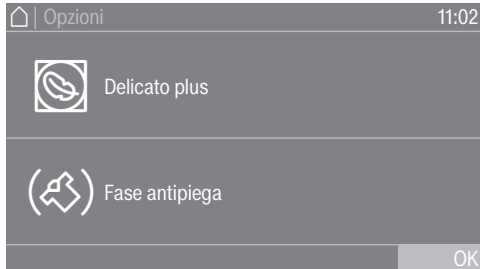 | Opzioni 11:02
Delicato plus
Fase antipiega
OK